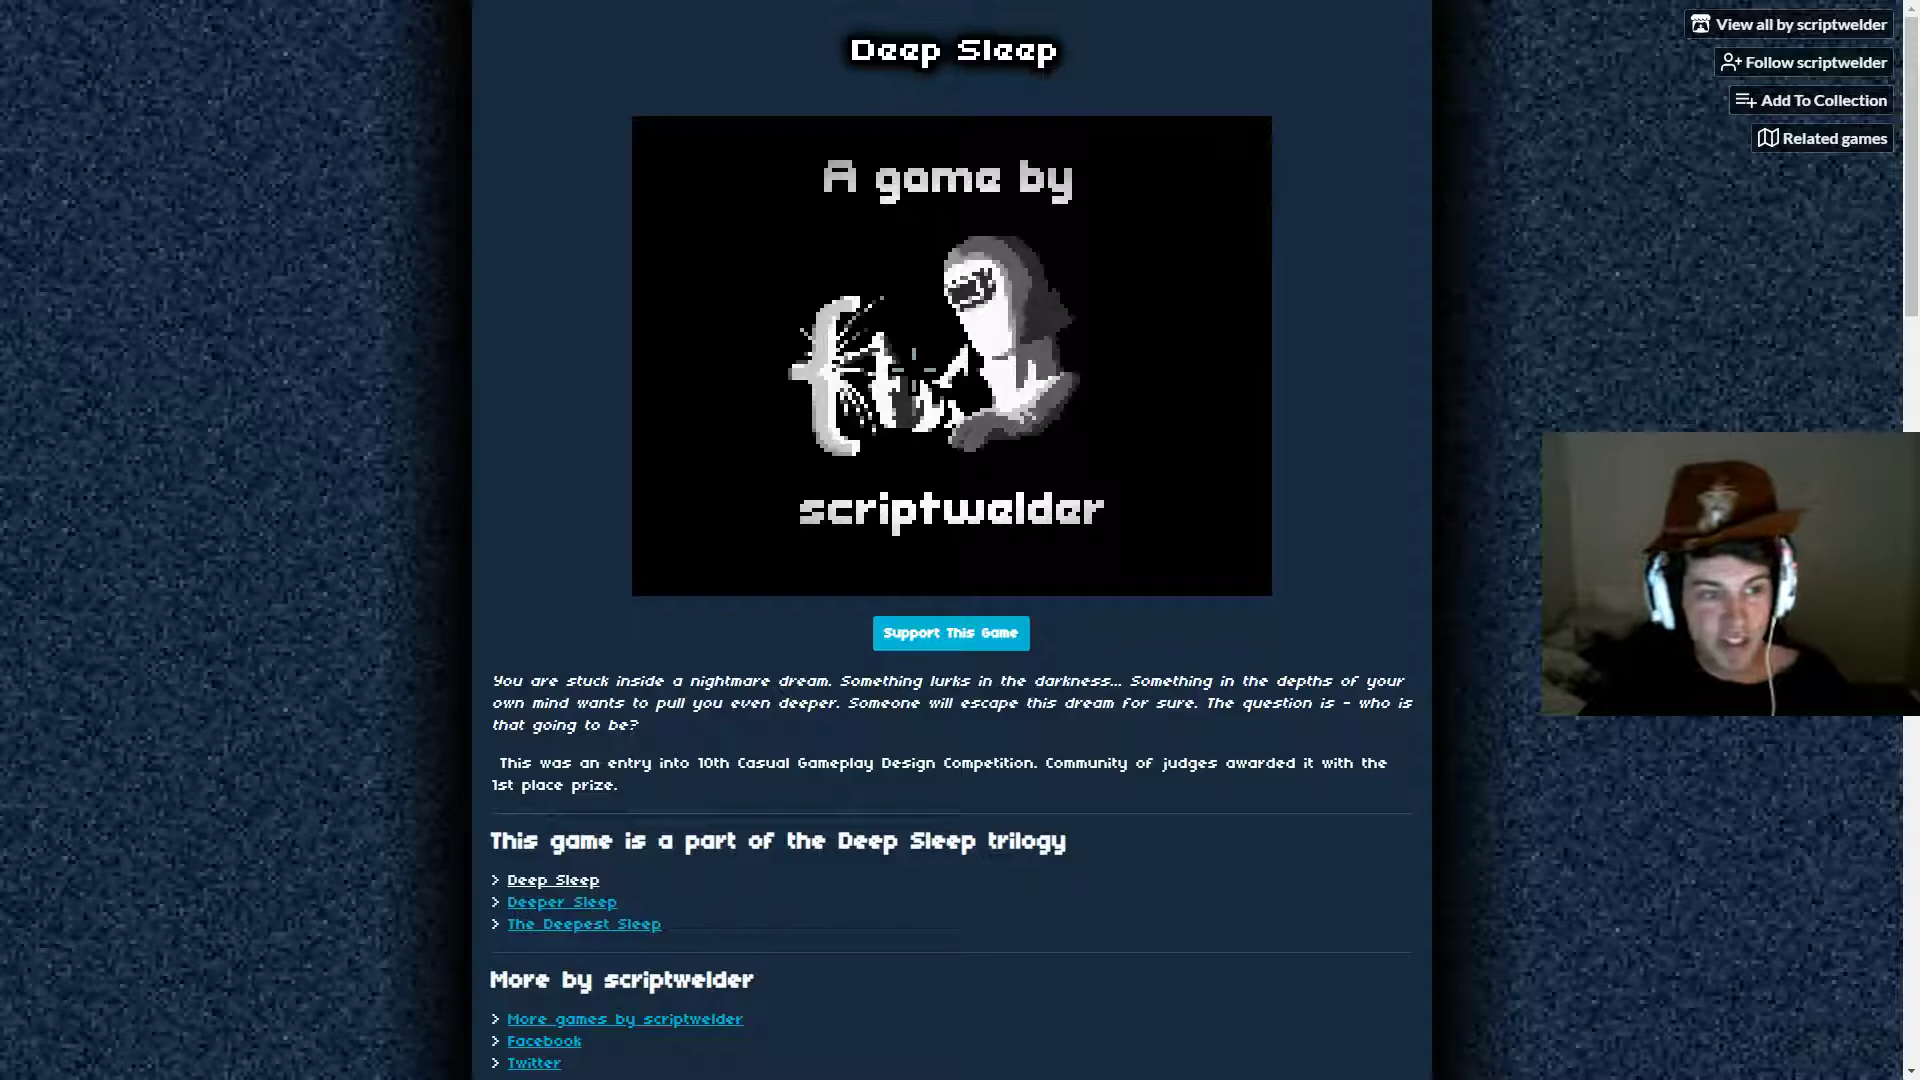 Deep Sleep
View all by scriptwelder
Follow scriptwelder
Add To Collection
Related games
A game by
scriptwelder
Support This Game
You are stuck inside a nightmare dream. Something lurks in the darkness... Something in the depths of your
own mind wants to pull you even deeper. Someone will escape this dream for sure. The question is - who is
that going to be?
This was an entry into 10th Casual Gameplay Design Competition. Community of judges awarded it with the
1st place prize.
This game is a part of the Deep Sleep trilogy
> Deep Sleep
> Deeper Sleep
> The Deepest Sleep
More by scriptwelder
> More games by scriptwelder
> Facebook
> Twitter